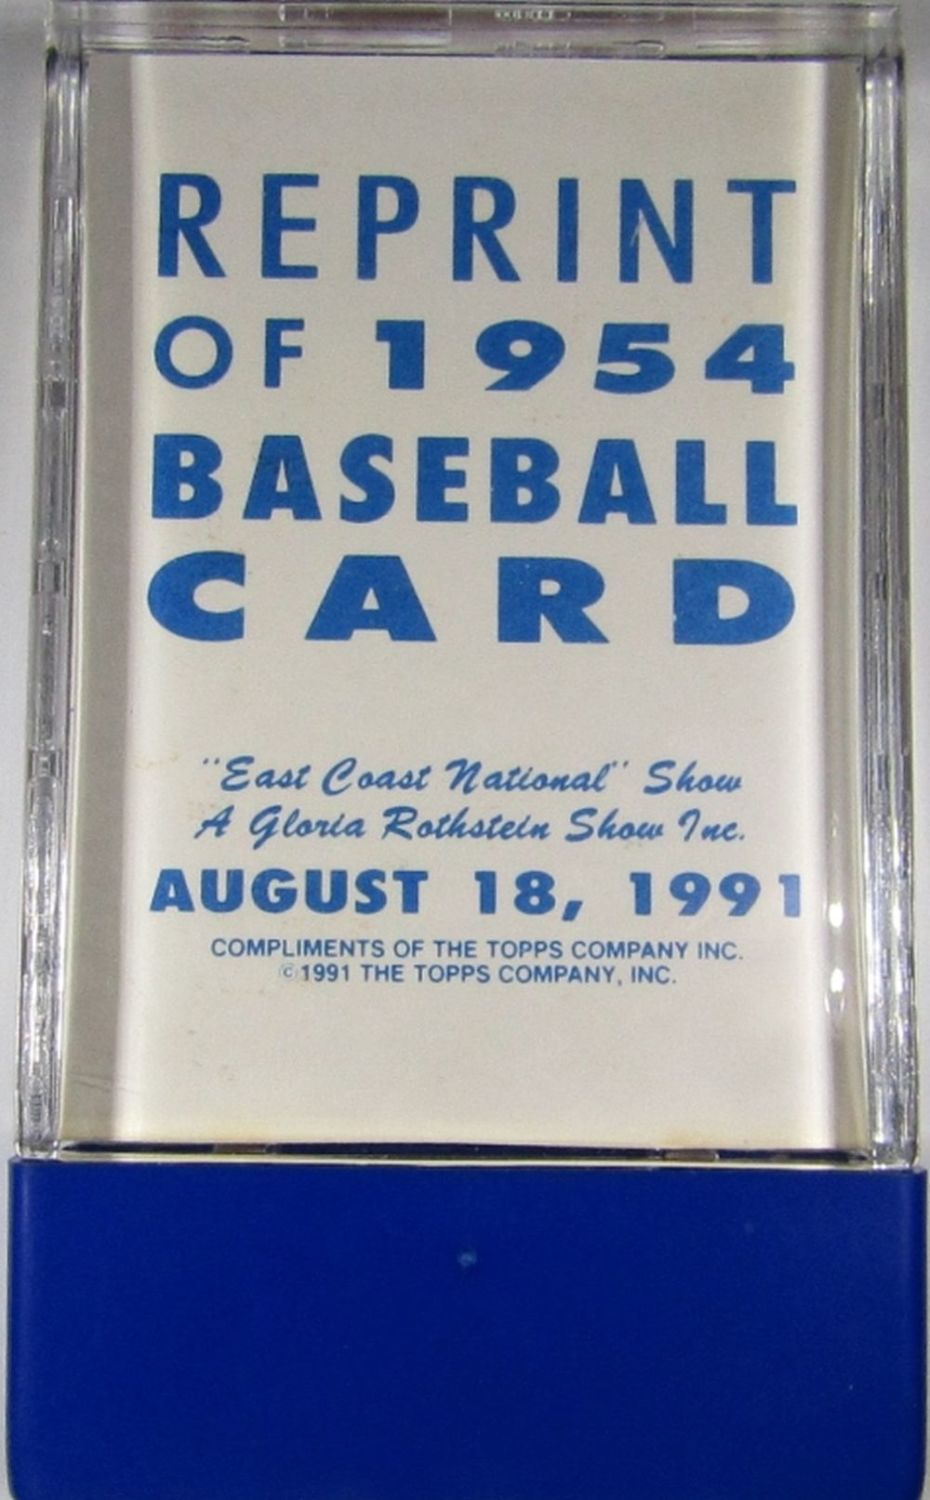 REPRINT
OF 1954
BASEBALL
CARD
"East Coast National" Show
A Gloria Rothstein Show Inc.
AUGUST 18, 1991
COMPLIMENTS OF THE TOPPS COMPANY INC.
©1991 THE TOPPS COMPANY, INC.